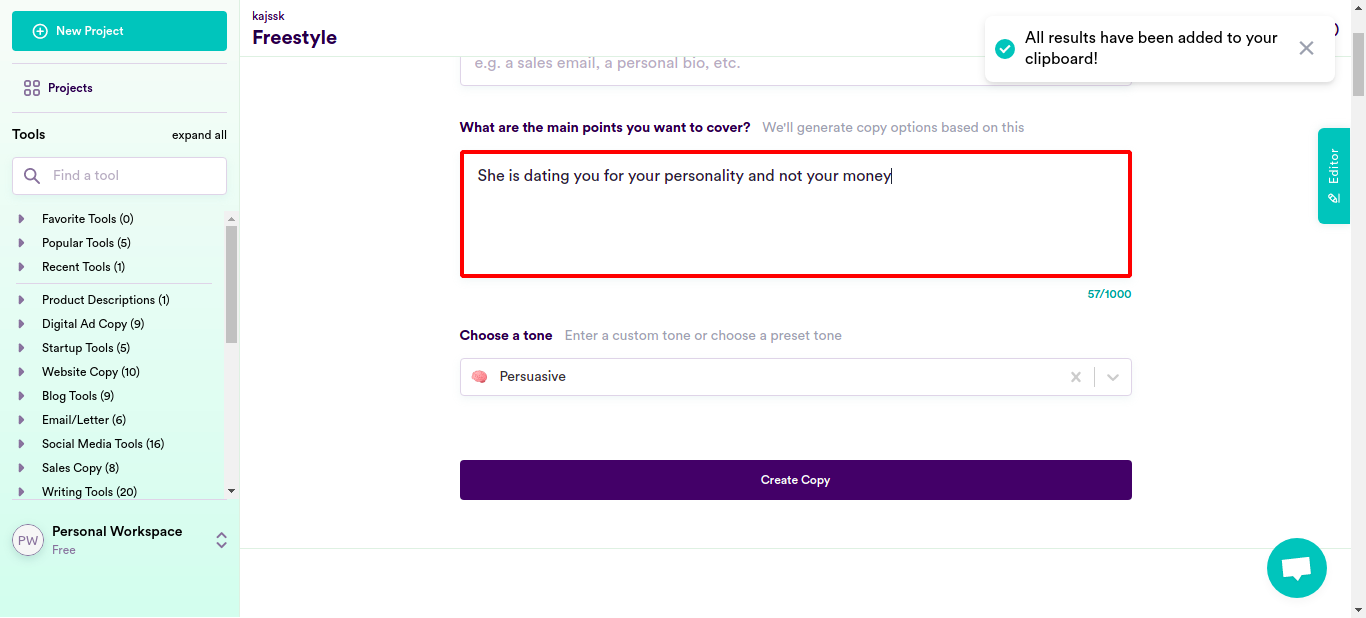 New Project
Projects
Tools expand all
Find a tool
Favorite Tools (0)
Popular Tools (5)
Recent Tools (1)
Product Descriptions (1)
Digital Ad Copy (9)
Startup Tools (5)
Website Copy (10)
Blog Tools (9)
Email/Letter (6)
Social Media Tools (16)
Sales Copy (8)
Writing Tools (20)
PW Personal Workspace
Free
kajssk
Freestyle
All results have been added to your
clipboard!
e.g. a sales email, a personal bio, etc.
What are the main points you want to cover? We'll generate copy options based on this
She is dating you for your personality and not your money
57/1000
Choose a tone Enter a custom tone or choose a preset tone
Persuasive
Create Copy
Editor